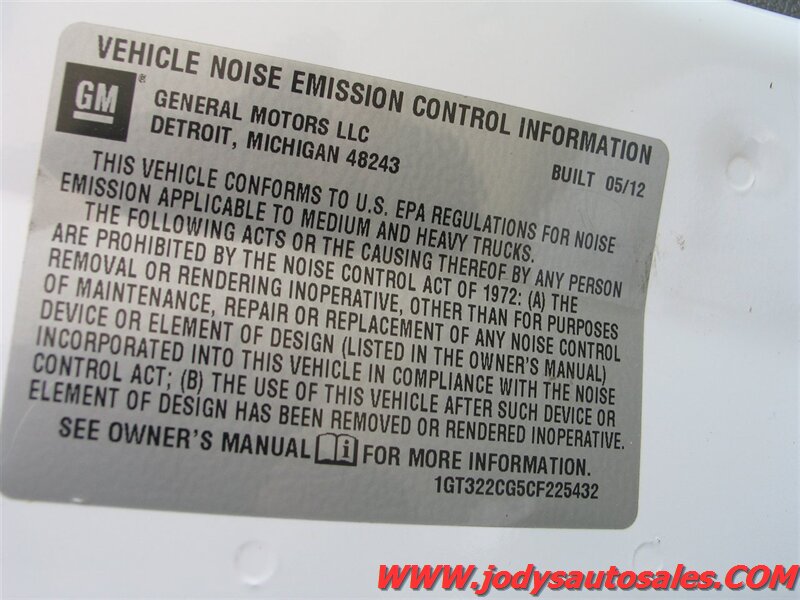 VEHICLE NOISE EMISSION CONTROL INFORMATION
GM®
GENERAL MOTORS LLC
DETROIT, MICHIGAN 48243
BUILT 05/12
THIS VEHICLE CONFORMS TO U.S. EPA REGULATIONS FOR NOISE
EMISSION APPLICABLE TO MEDIUM AND HEAVY TRUCKS.
THE FOLLOWING ACTS OR THE CAUSING THEREOF BY ANY PERSON
ARE PROHIBITED BY THE NOISE CONTROL ACT OF 1972: (A) THE
REMOVAL OR RENDERING INOPERATIVE, OTHER THAN FOR PURPOSES
OF MAINTENANCE, REPAIR OR REPLACEMENT OF ANY NOISE CONTROL
DEVICE OR ELEMENT OF DESIGN (LISTED IN THE OWNER'S MANUAL)
INCORPORATED INTO THIS VEHICLE IN COMPLIANCE WITH THE NOISE
CONTROL ACT; (B) THE USE OF THIS VEHICLE AFTER SUCH DEVICE OR
ELEMENT OF DESIGN HAS BEEN REMOVED OR RENDERED INOPERATIVE.
SEE OWNER'S MANUAL i FOR MORE INFORMATION.
1GT322CG5CF225432
www.jodysautosales.com